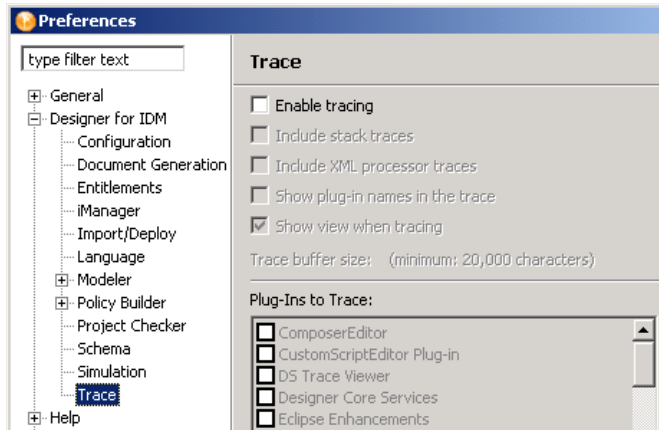 Preferences
type filter text
General
Designer for IDM
Configuration
Document Generation
Entitlements
iManager
Import/Deploy
Language
Modeler
Policy Builder
Project Checker
Schema
Simulation
Trace
Help
Trace
Enable tracing
Include stack traces
Include XML processor traces
Show plug-in names in the trace
Show view when tracing
Trace buffer size: (minimum: 20,000 characters)
Plug-Ins to Trace:
ComposerEditor
CustomScriptEditor Plug-in
DS Trace Viewer
Designer Core Services
Eclipse Enhancements